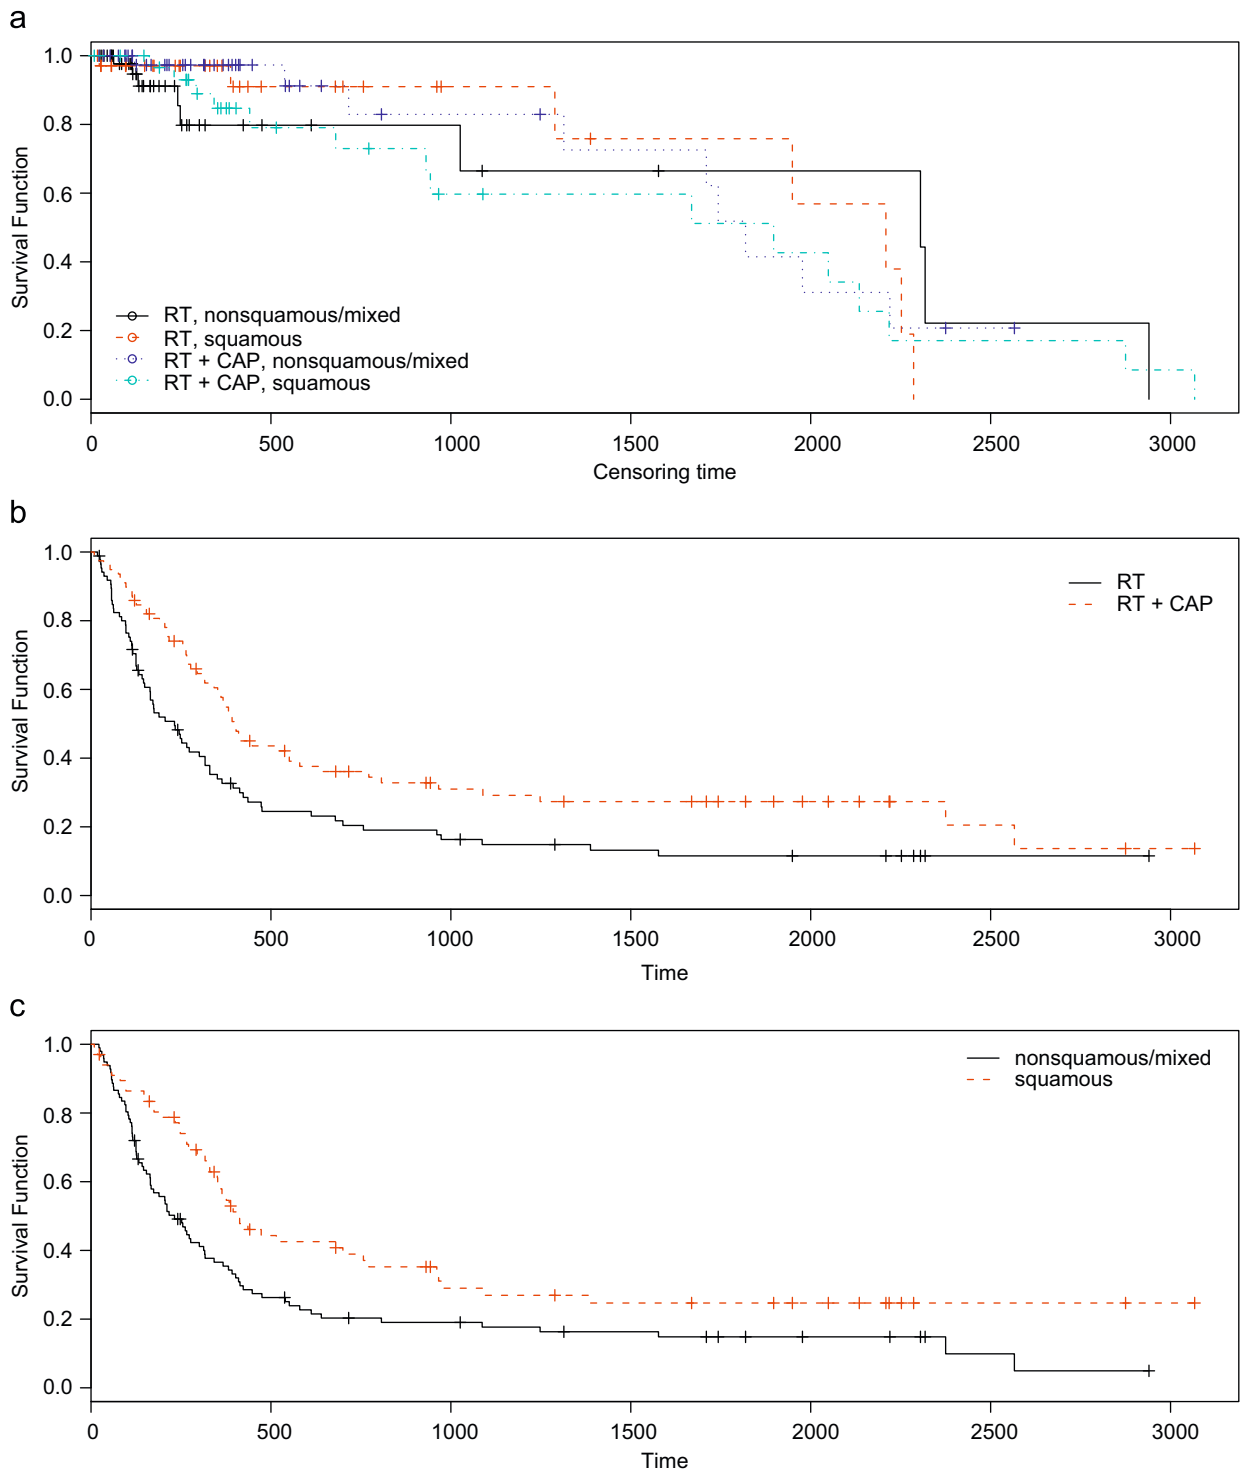 a
1.0
0.8
0.6
0.4
0.2
0.0
Survival Function
RT, nonsquamous/mixed
RT, squamous
RT + CAP, nonsquamous/mixed
RT + CAP, squamous
0 500 1000 1500 2000 2500 3000
Censoring time
b
1.0
0.8
0.6
0.4
0.2
0.0
Survival Function
RT
RT + CAP
0 500 1000 1500 2000 2500 3000
Time
c
1.0
0.8
0.6
0.4
0.2
0.0
Survival Function
nonsquamous/mixed
squamous
0 500 1000 1500 2000 2500 3000
Time